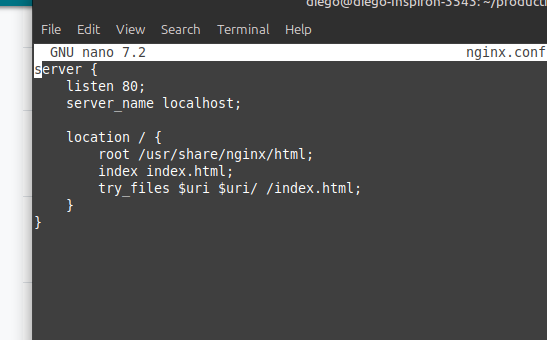 diego@diego-Inspiron-3543: ~/producti
File Edit View Search Terminal Help
GNU nano 7.2 nginx.conf
server {
    listen 80;
    server_name localhost;
    location / {
        root /usr/share/nginx/html;
        index index.html;
        try_files $uri $uri/ /index.html;
    }
}